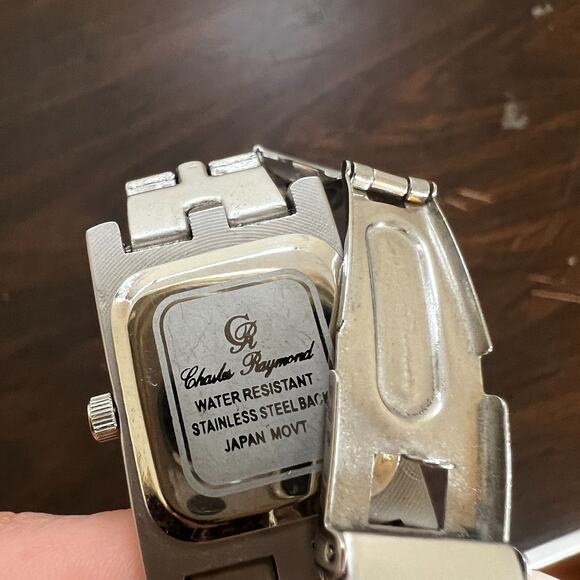 CR
Charles Raymond
WATER RESISTANT
STAINLESS STEEL BACK
JAPAN MOVT